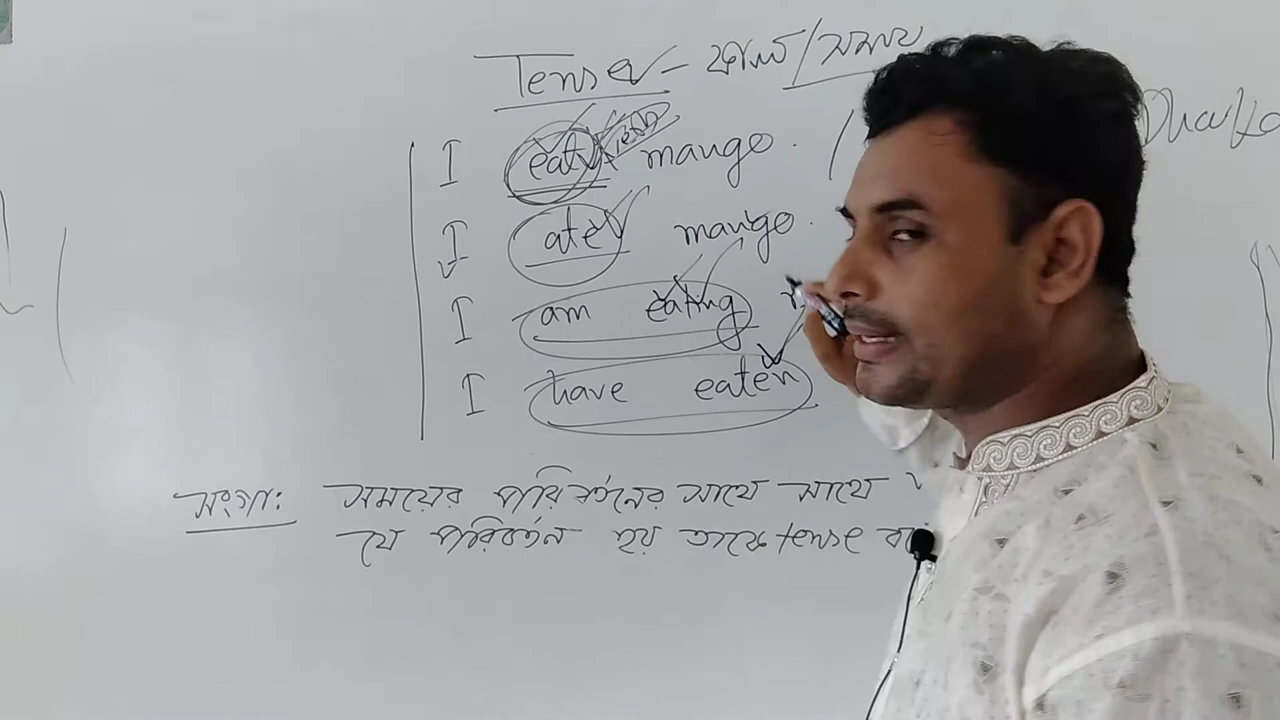 Tense - কাল/সময়
I eat mango. / Dhaka
I ate mango.
I am eating
I have eaten
সংজ্ঞা: সময়ের পরিবর্তনের সাথে সাথে
যে পরিবর্তন হয় তাকে tense